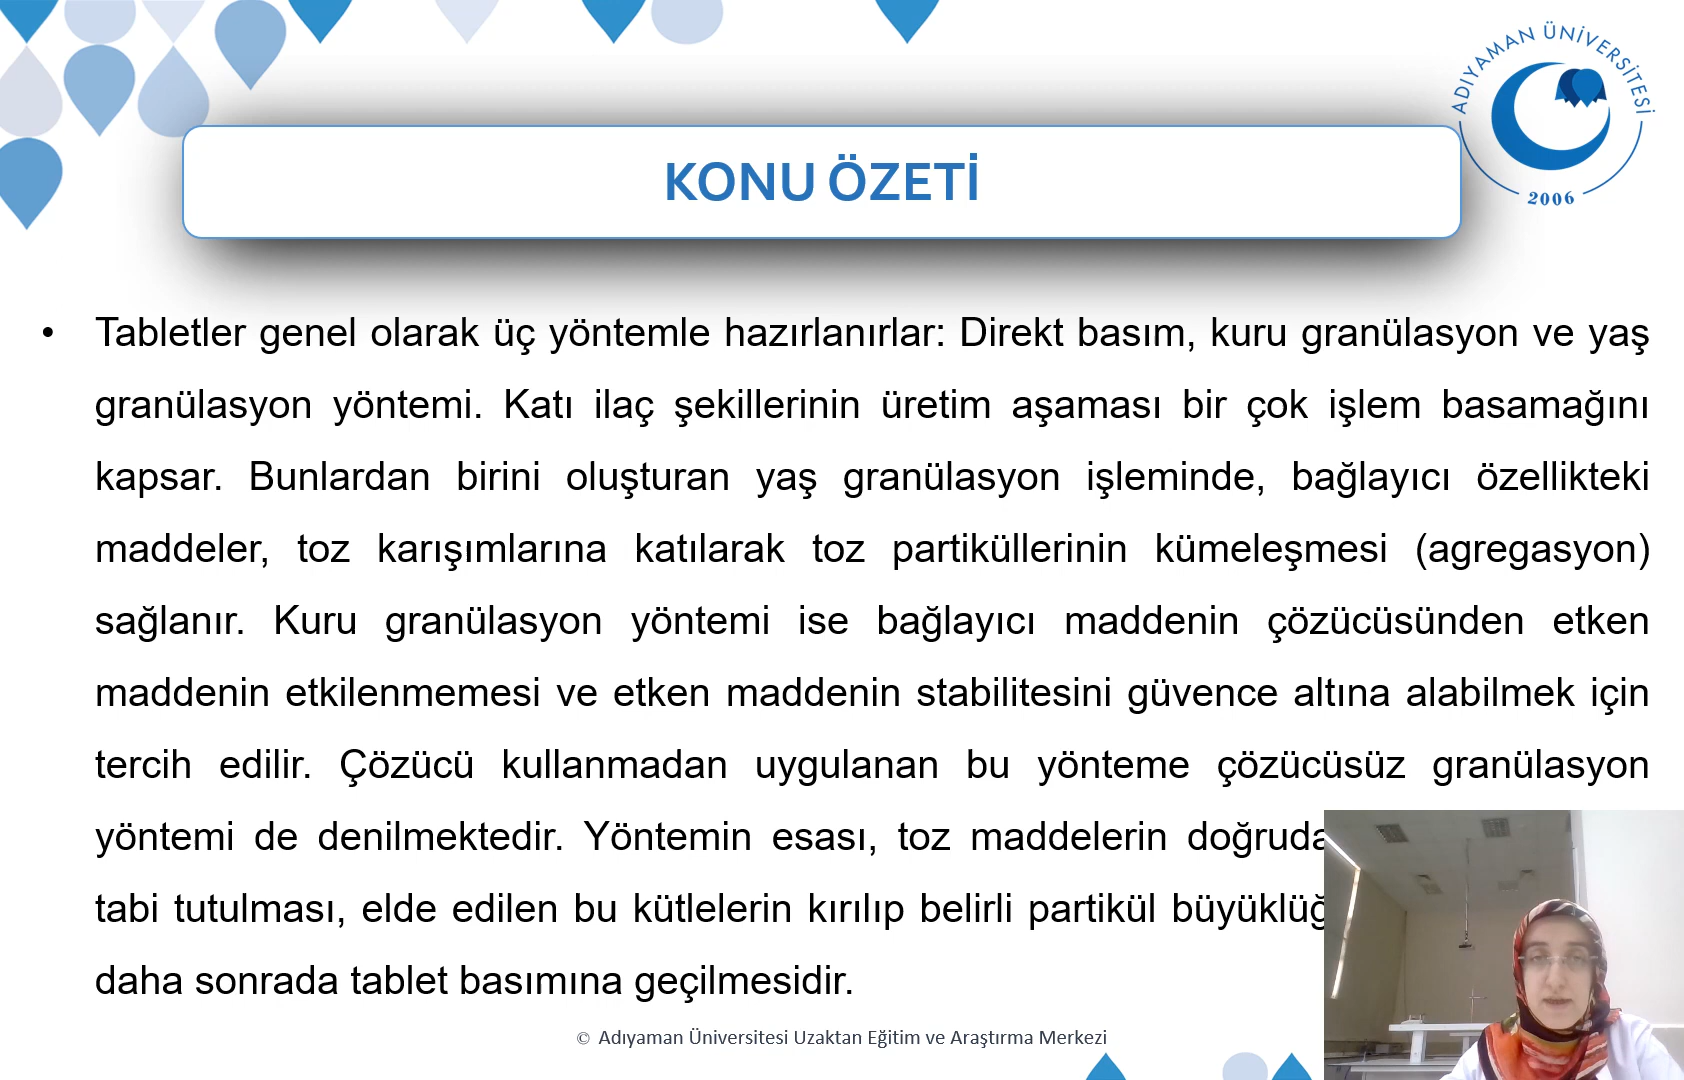 ADIYAMAN ÜNİVERSİTESİ
2006
KONU ÖZETİ
• Tabletler genel olarak üç yöntemle hazırlanırlar: Direkt basım, kuru granülasyon ve yaş
granülasyon yöntemi. Katı ilaç şekillerinin üretim aşaması bir çok işlem basamağını
kapsar. Bunlardan birini oluşturan yaş granülasyon işleminde, bağlayıcı özellikteki
maddeler, toz karışımlarına katılarak toz partiküllerinin kümeleşmesi (agregasyon)
sağlanır. Kuru granülasyon yöntemi ise bağlayıcı maddenin çözücüsünden etken
maddenin etkilenmemesi ve etken maddenin stabilitesini güvence altına alabilmek için
tercih edilir. Çözücü kullanmadan uygulanan bu yönteme çözücüsüz granülasyon
yöntemi de denilmektedir. Yöntemin esası, toz maddelerin
tabi tutulması, elde edilen bu kütlelerin kırılıp belirli partikül
daha sonrada tablet basımına geçilmesidir.
© Adıyaman Üniversitesi Uzaktan Eğitim ve Araştırma Merkezi